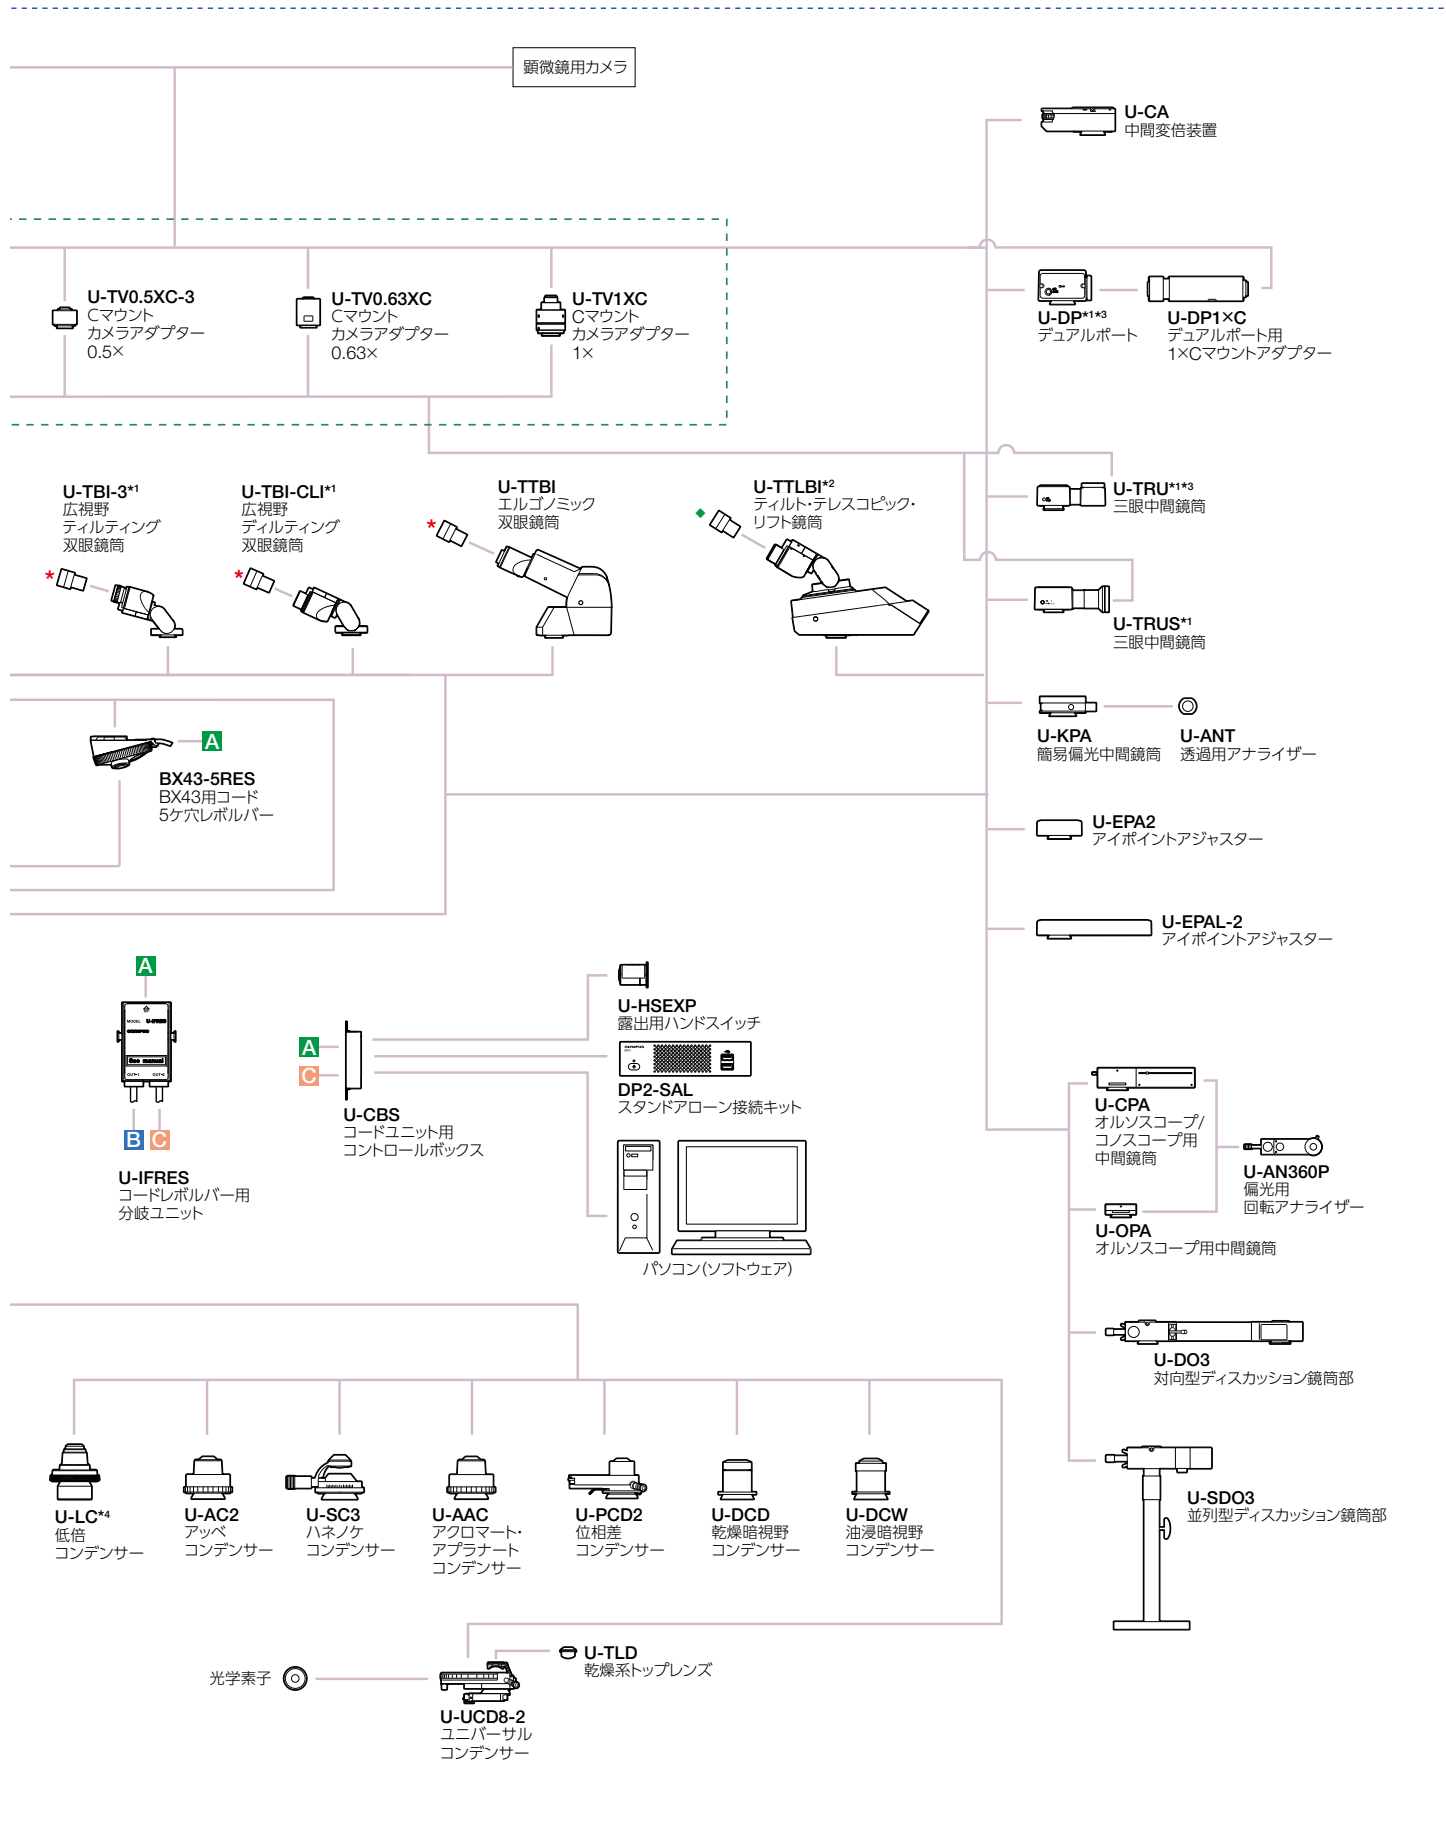 顕微鏡用カメラ
U-CA
中間変倍装置
U-TV0.5XC-3
Cマウント
カメラアダプター
0.5×
U-TV0.63XC
Cマウント
カメラアダプター
0.63×
U-TV1XC
Cマウント
カメラアダプター
1×
U-DP*1*3
デュアルポート
U-DP1×C
デュアルポート用
1×Cマウントアダプター
U-TBI-3*1
広視野
ティルティング
双眼鏡筒
*
U-TBI-CLI*1
広視野
ディルティング
双眼鏡筒
*
U-TTBI
エルゴノミック
双眼鏡筒
*
U-TTLBI*2
ティルト・テレスコピック・
リフト鏡筒
◆
U-TRU*1*3
三眼中間鏡筒
U-TRUS*1
三眼中間鏡筒
U-KPA
簡易偏光中間鏡筒
U-ANT
透過用アナライザー
A
BX43-5RES
BX43用コード
5ケ穴レボルバー
U-EPA2
アイポイントアジャスター
U-EPAL-2
アイポイントアジャスター
A
MODEL U-IFRES
OLYMPUS
See manual
OUT-1 OUT-2
B C
U-IFRES
コードレボルバー用
分岐ユニット
A
C
U-CBS
コードユニット用
コントロールボックス
U-HSEXP
露出用ハンドスイッチ
OLYMPUS
DP2-SAL
スタンドアローン接続キット
パソコン(ソフトウェア)
U-CPA
オルソスコープ/
コノスコープ用
中間鏡筒
U-AN360P
偏光用
回転アナライザー
U-OPA
オルソスコープ用中間鏡筒
U-DO3
対向型ディスカッション鏡筒部
U-SDO3
並列型ディスカッション鏡筒部
U-LC*4
低倍
コンデンサー
U-AC2
アッベ
コンデンサー
U-SC3
ハネノケ
コンデンサー
U-AAC
アクロマート・
アプラナート
コンデンサー
U-PCD2
位相差
コンデンサー
U-DCD
乾燥暗視野
コンデンサー
U-DCW
油浸暗視野
コンデンサー
光学素子
U-TLD
乾燥系トップレンズ
U-UCD8-2
ユニバーサル
コンデンサー